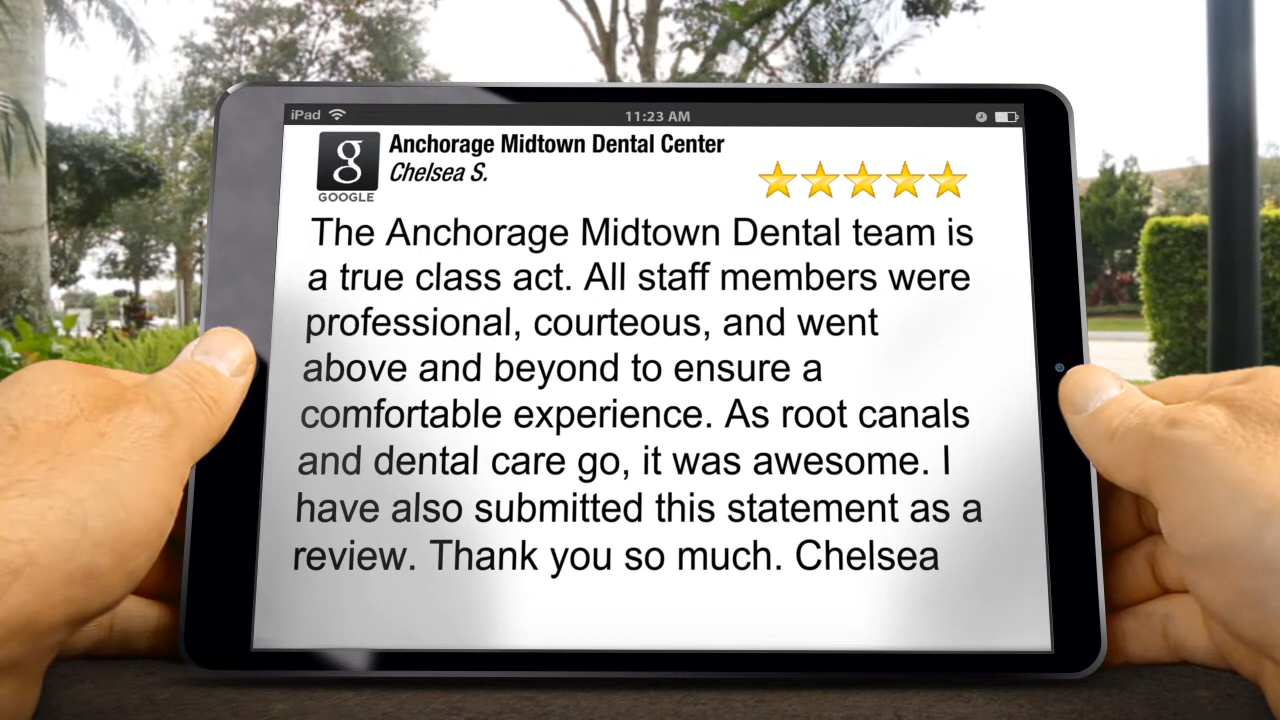 iPad 11:23 AM
g
GOOGLE
Anchorage Midtown Dental Center
Chelsea S.
The Anchorage Midtown Dental team is
a true class act. All staff members were
professional, courteous, and went
above and beyond to ensure a
comfortable experience. As root canals
and dental care go, it was awesome. I
have also submitted this statement as a
review. Thank you so much. Chelsea